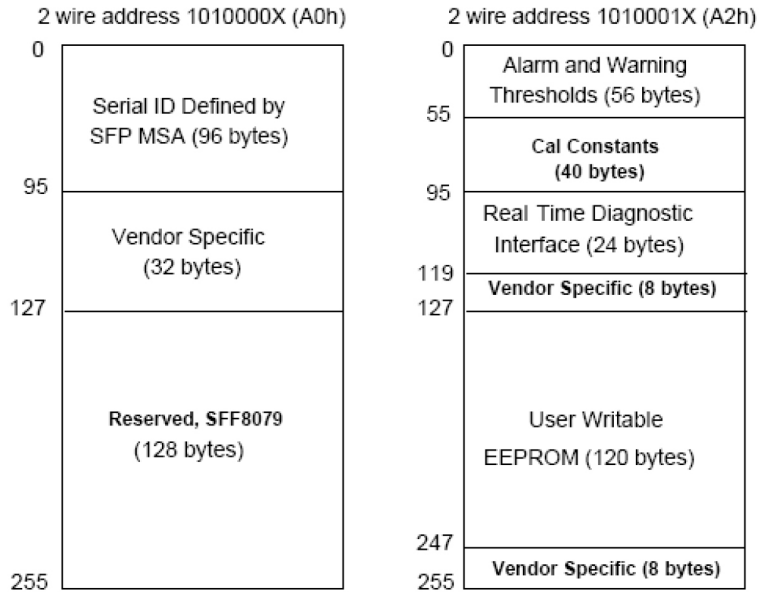 2 wire address 1010000X (A0h)
0
Serial ID Defined by
SFP MSA (96 bytes)
95
Vendor Specific
(32 bytes)
127
Reserved, SFF8079
(128 bytes)
255
2 wire address 1010001X (A2h)
0
Alarm and Warning
Thresholds (56 bytes)
55
Cal Constants
(40 bytes)
95
Real Time Diagnostic
Interface (24 bytes)
119
Vendor Specific (8 bytes)
127
User Writable
EEPROM (120 bytes)
247
Vendor Specific (8 bytes)
255